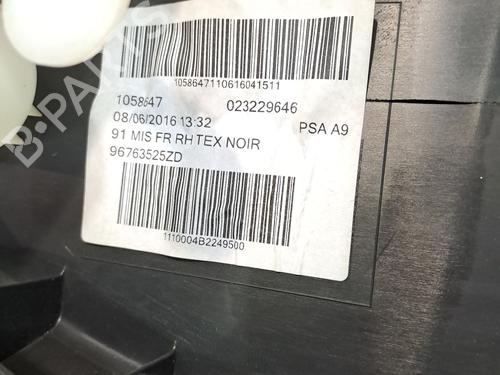 1058647110616041511
1058647 023229646
08/06/2016 13:32 PSA A9
91 MIS FR RH TEX NOIR
96763525ZD
1110004B2249500
B-PARTS